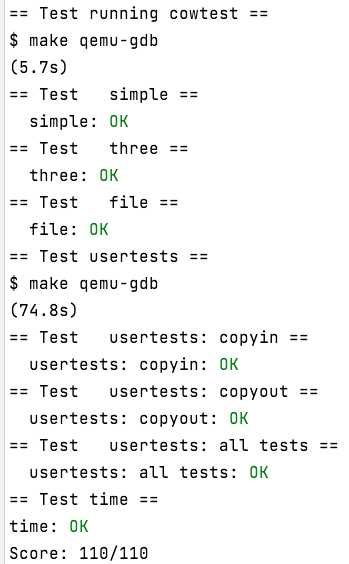 == Test running cowtest ==
$ make qemu-gdb
(5.7s)
== Test   simple ==
  simple: OK
== Test   three ==
  three: OK
== Test   file ==
  file: OK
== Test usertests ==
$ make qemu-gdb
(74.8s)
== Test   usertests: copyin ==
  usertests: copyin: OK
== Test   usertests: copyout ==
  usertests: copyout: OK
== Test   usertests: all tests ==
  usertests: all tests: OK
== Test time ==
time: OK
Score: 110/110